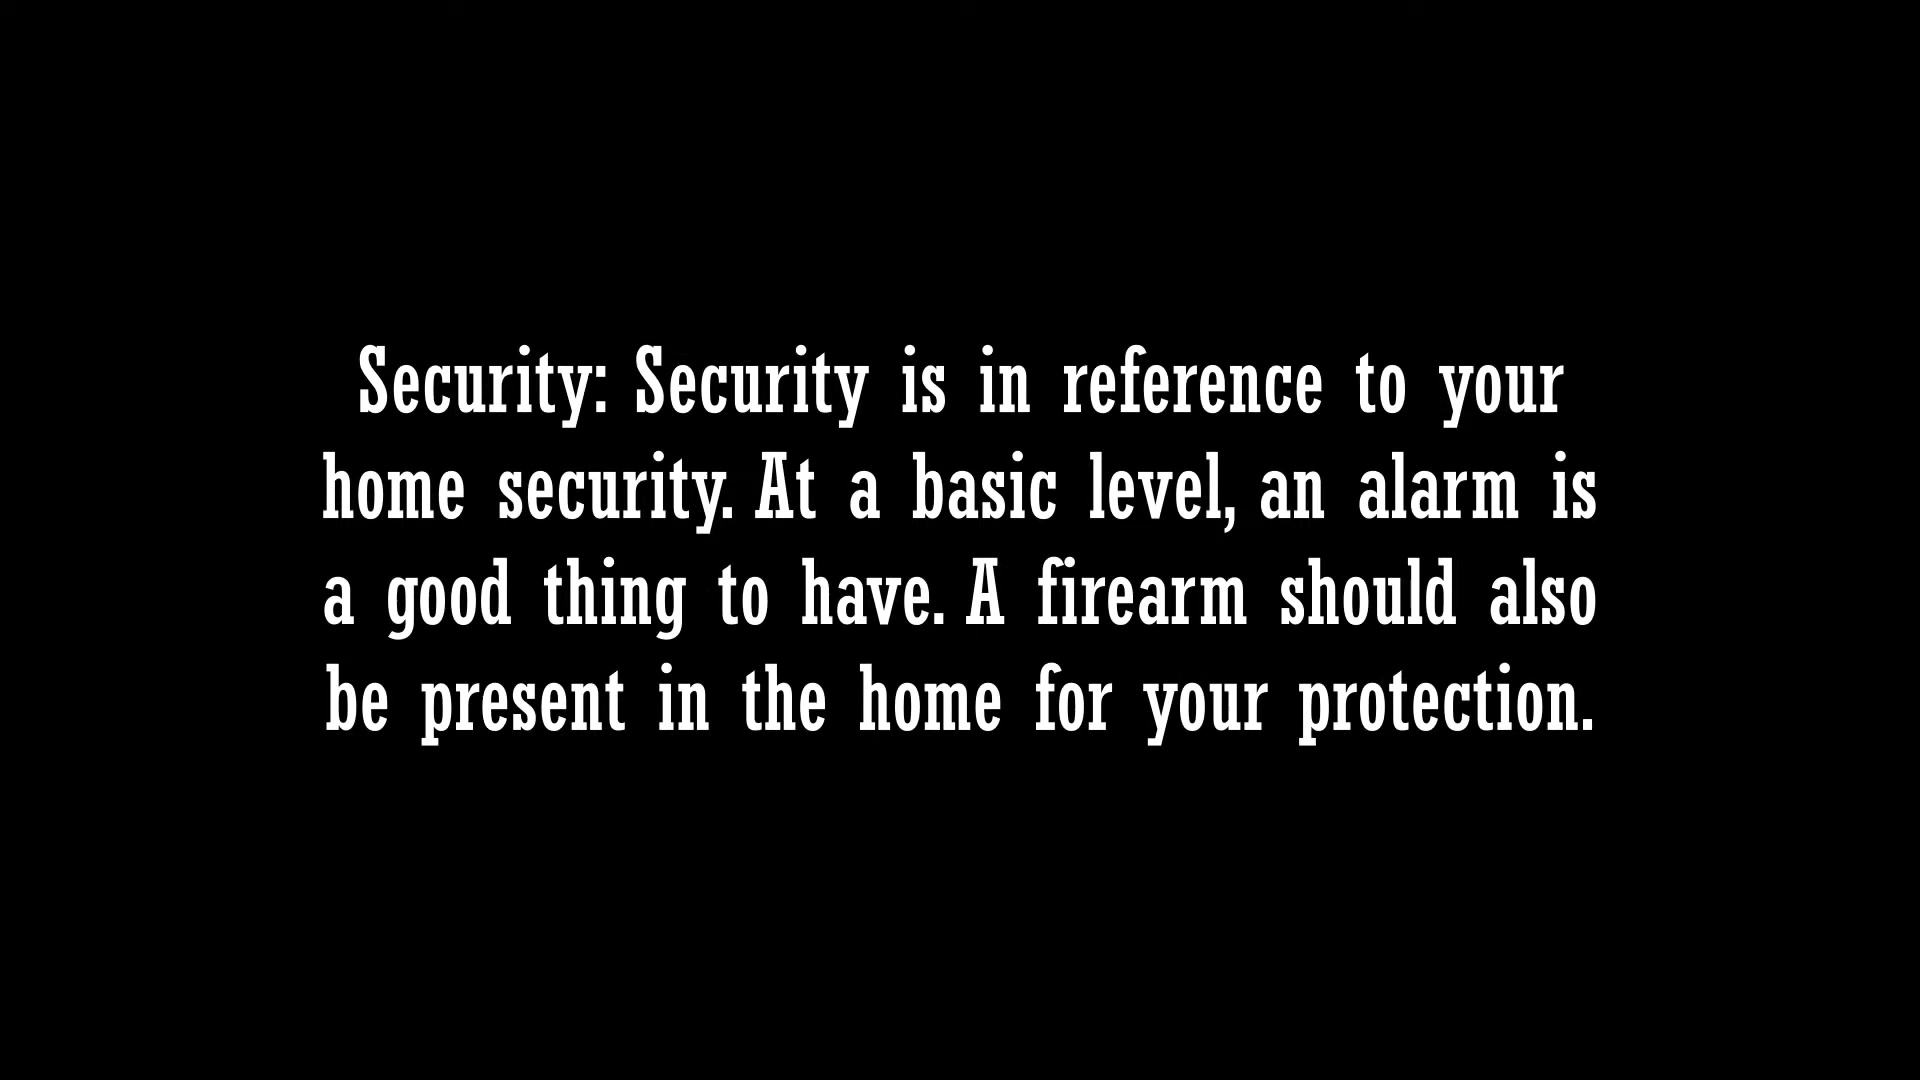 Security: Security is in reference to your
home security. At a basic level, an alarm is
a good thing to have. A firearm should also
be present in the home for your protection.